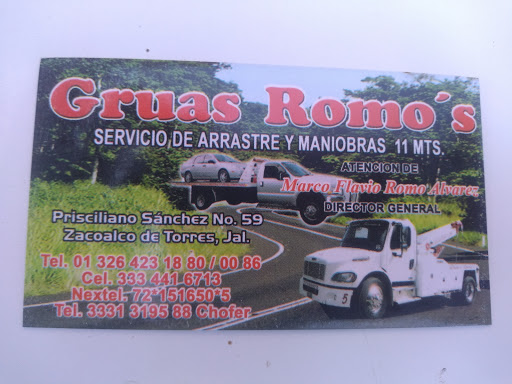 Gruas Romo´s
SERVICIO DE ARRASTRE Y MANIOBRAS 11 MTS.
ATENCION DE
Marco Flavio Romo Alvarez
DIRECTOR GENERAL
Prisciliano Sánchez No. 59
Zacoalco de Torres, Jal.
Tel. 01 326 423 18 80 / 00 86
Cel. 333 441 6713
Nextel. 72*151650*5
Tel. 3331 3195 88 Chofer
5